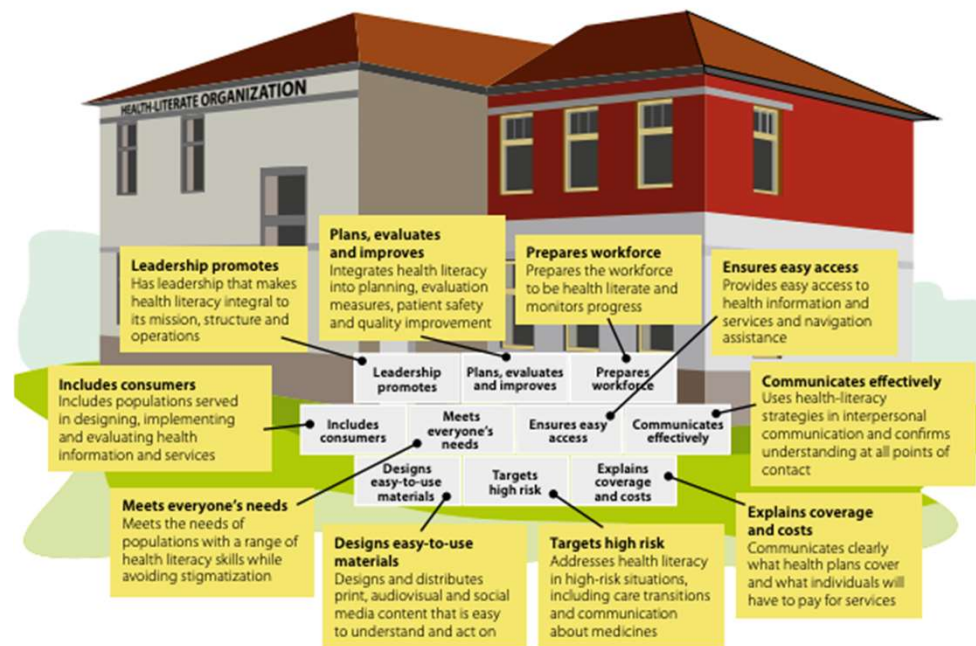 HEALTH-LITERATE ORGANIZATION
Leadership promotes
Has leadership that makes
health literacy integral to
its mission, structure and
operations
Plans, evaluates
and improves
Integrates health literacy
into planning, evaluation
measures, patient safety
and quality improvement
Prepares workforce
Prepares the workforce
to be health literate and
monitors progress
Ensures easy access
Provides easy access to
health information and
services and navigation
assistance
Includes consumers
Includes populations served
in designing, implementing
and evaluating health
information and services
Leadership
promotes
Plans, evaluates
and improves
Prepares
workforce
Includes
consumers
Meets
everyone's
needs
Ensures easy
access
Communicates
effectively
Designs
easy-to-use
materials
Targets
high risk
Explains
coverage
and costs
Communicates effectively
Uses health-literacy
strategies in interpersonal
communication and confirms
understanding at all points of
contact
Meets everyone's needs
Meets the needs of
populations with a range of
health literacy skills while
avoiding stigmatization
Designs easy-to-use
materials
Designs and distributes
print, audiovisual and social
media content that is easy
to understand and act on
Targets high risk
Addresses health literacy
in high-risk situations,
including care transitions
and communication
about medicines
Explains coverage
and costs
Communicates clearly
what health plans cover
and what individuals will
have to pay for services